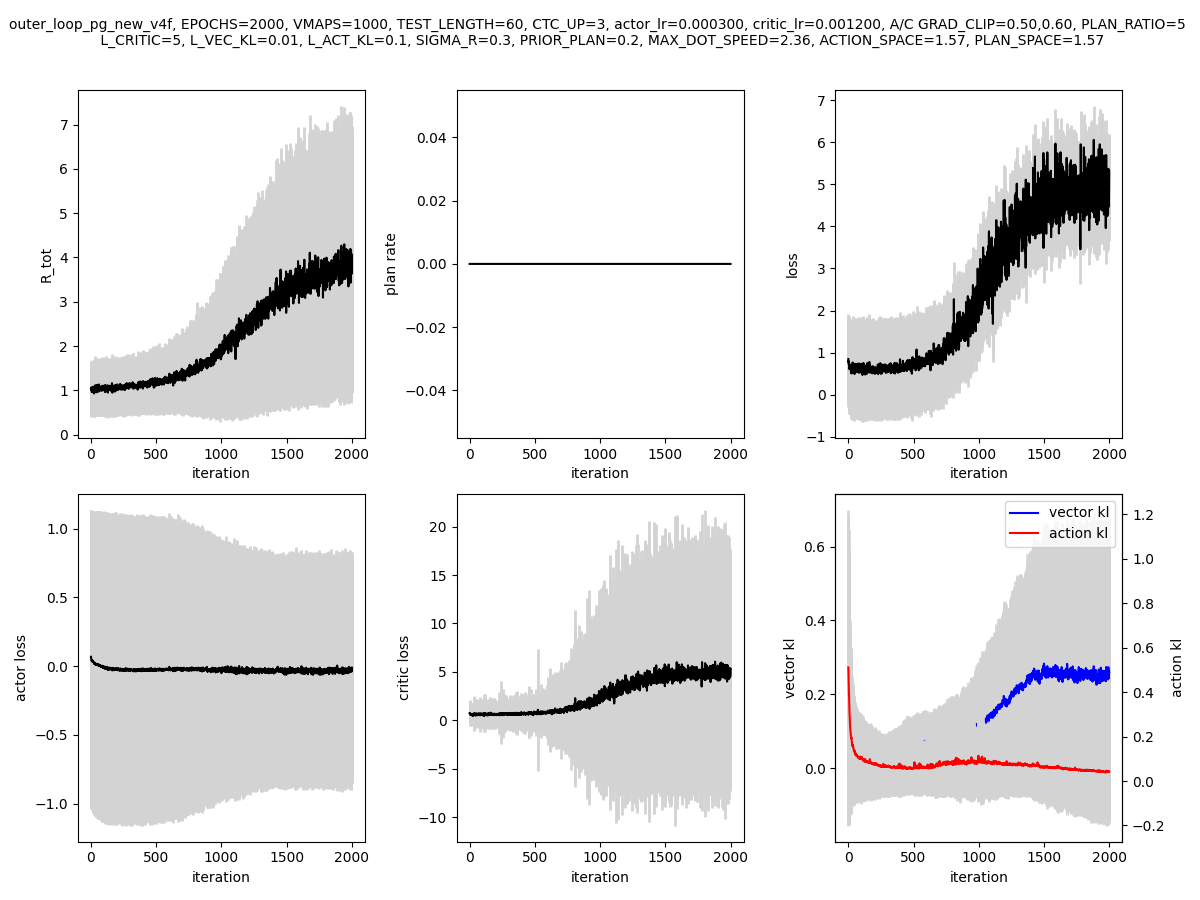 outer_loop_pg_new_v4f, EPOCHS=2000, VMAPS=1000, TEST_LENGTH=60, CTC_UP=3, actor_lr=0.000300, critic_lr=0.001200, A/C GRAD_CLIP=0.50,0.60, PLAN_RATIO=5
L_CRITIC=5, L_VEC_KL=0.01, L_ACT_KL=0.1, SIGMA_R=0.3, PRIOR_PLAN=0.2, MAX_DOT_SPEED=2.36, ACTION_SPACE=1.57, PLAN_SPACE=1.57
R_tot
7
6
5
4
3
2
1
0
0 500 1000 1500 2000
iteration
plan rate
0.04
0.02
0.00
−0.02
−0.04
0 500 1000 1500 2000
iteration
loss
7
6
5
4
3
2
1
0
−1
0 500 1000 1500 2000
iteration
actor loss
1.0
0.5
0.0
−0.5
−1.0
0 500 1000 1500 2000
iteration
critic loss
20
15
10
5
0
−5
−10
0 500 1000 1500 2000
iteration
vector kl
0.6
0.4
0.2
0.0
vector kl
action kl
1.2
1.0
0.8
0.6
0.4
0.2
0.0
−0.2
action kl
0 500 1000 1500 2000
iteration